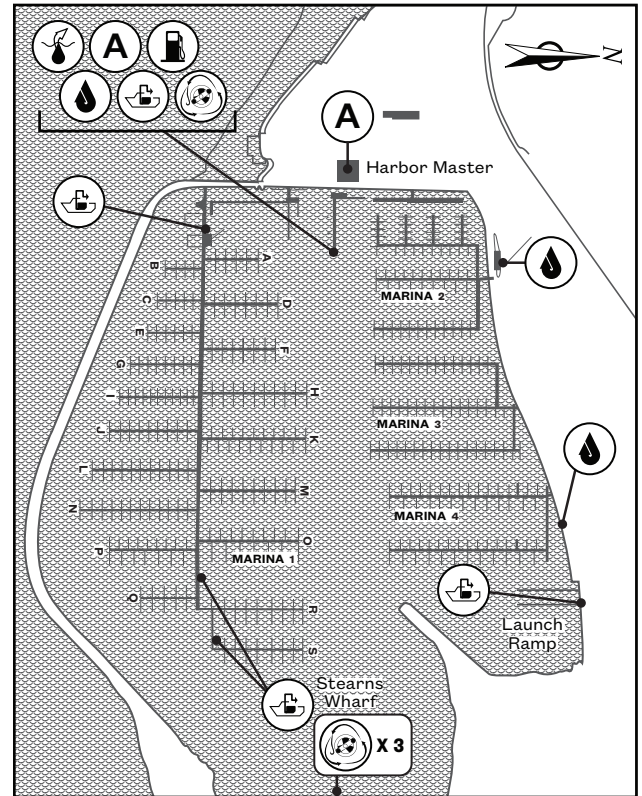 A
N
A
Harbor Master
A
B
C
D
E
F
G
H
I
J
K
L
M
N
O
P
Q
R
S
MARINA 2
MARINA 3
MARINA 4
MARINA 1
Launch
Ramp
Stearns
Wharf
X 3